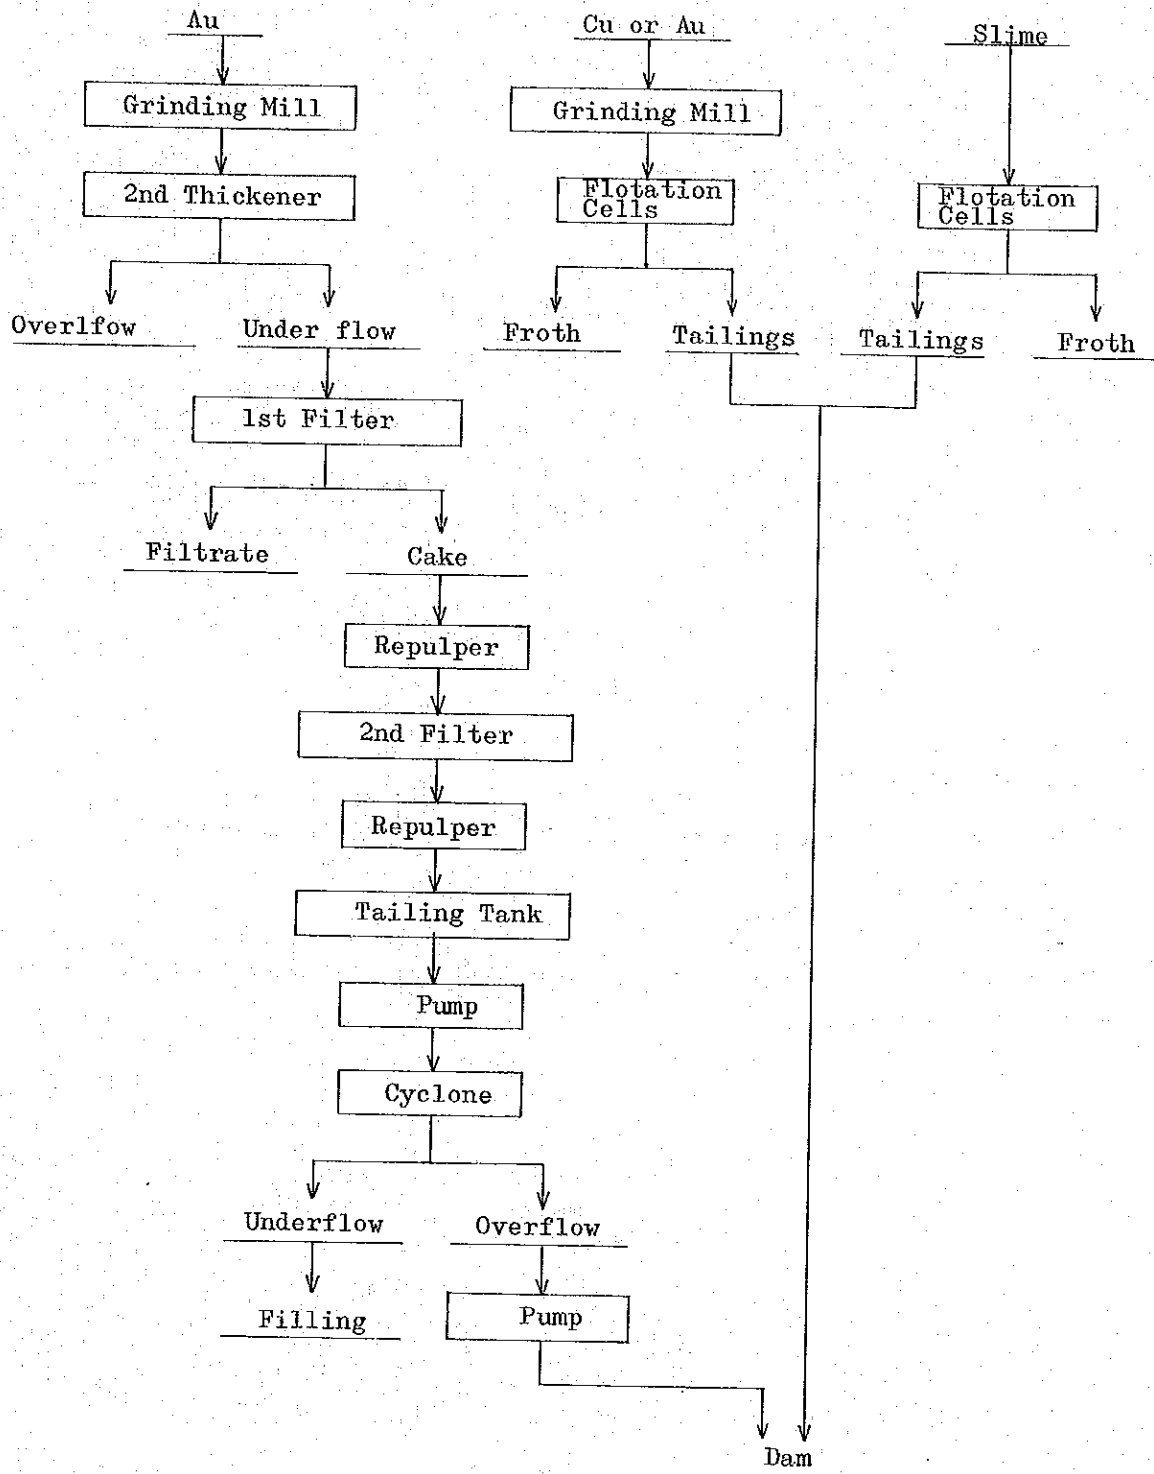 Au
Cu or Au
Slime
Grinding Mill
Grinding Mill
2nd Thickener
Flotation
Cells
Flotation
Cells
Overlfow
Under flow
Froth
Tailings
Tailings
Froth
1st Filter
Filtrate
Cake
Repulper
2nd Filter
Repulper
Tailing Tank
Pump
Cyclone
Underflow
Overflow
Filling
Pump
Dam